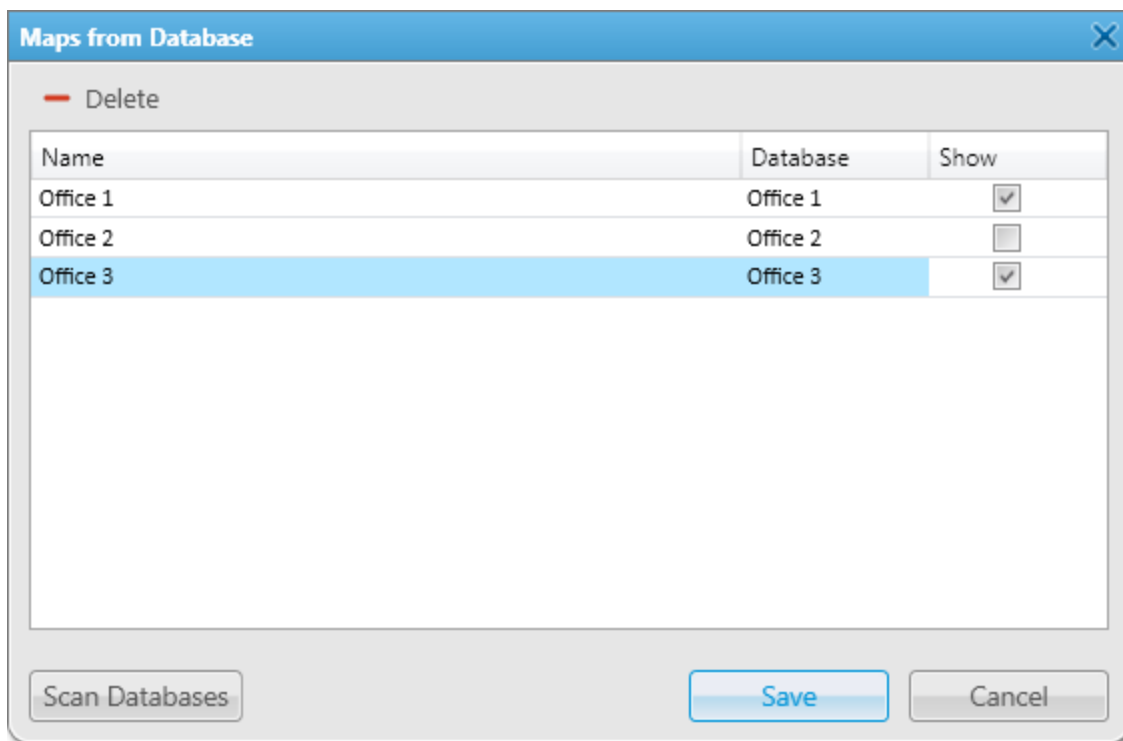 Maps from Database
Delete
Name Database Show
Office 1 Office 1
Office 2 Office 2
Office 3 Office 3
Scan Databases Save Cancel